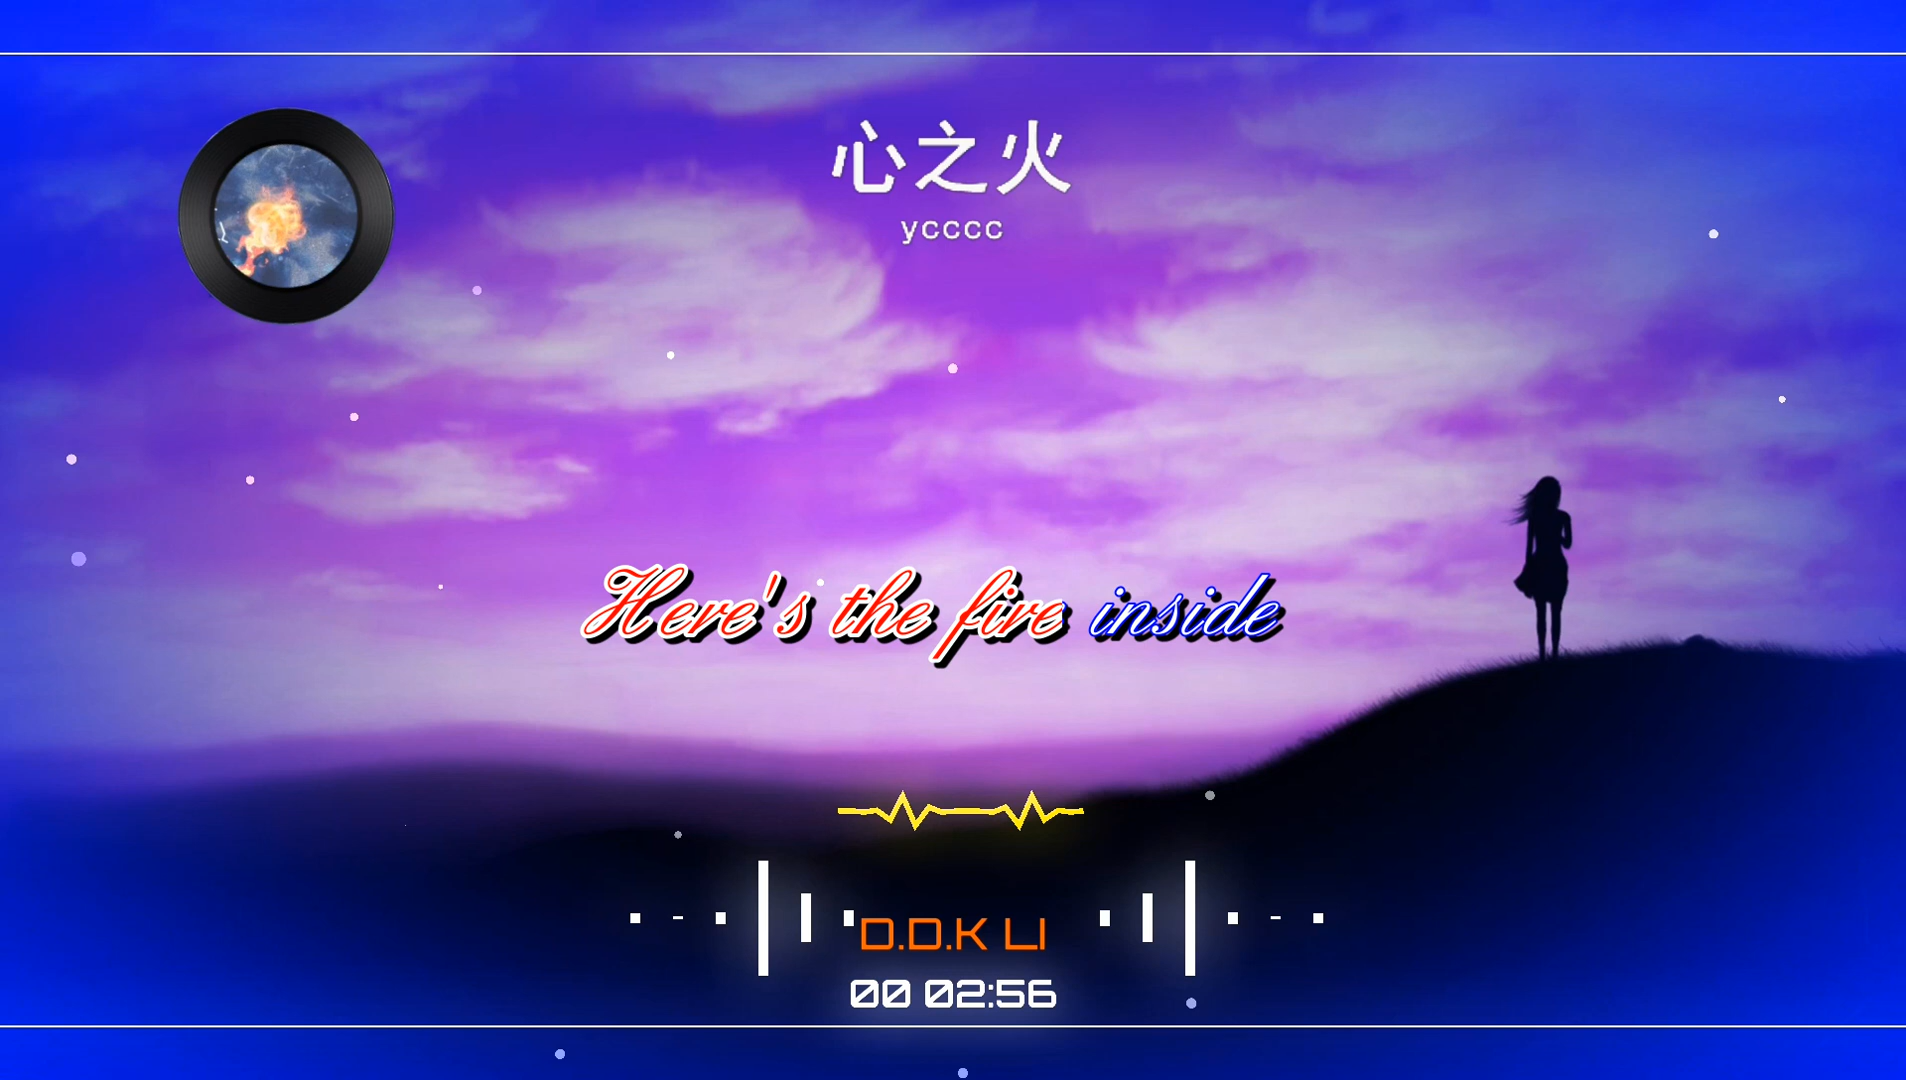 心之火
ycccc
Here's the fire inside
D.D.K LI
00 02:56